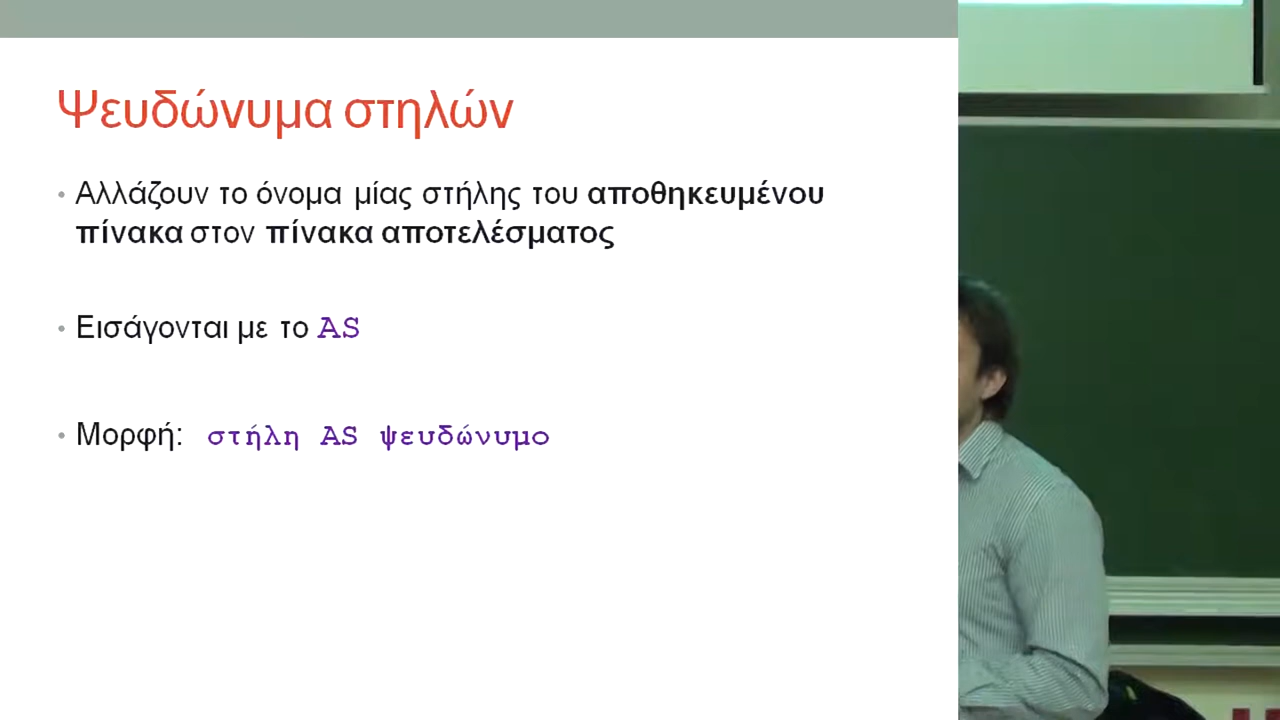 Ψευδώνυμα στηλών
• Αλλάζουν το όνομα μίας στήλης του αποθηκευμένου
πίνακα στον πίνακα αποτελέσματος
• Εισάγονται με το AS
• Μορφή: στήλη AS ψευδώνυμο